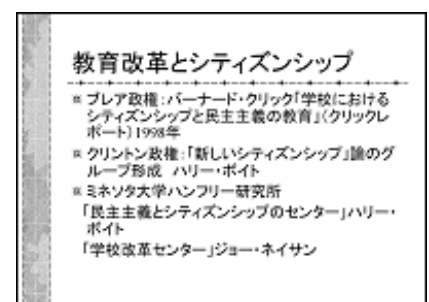 教育改革とシティズンシップ
ブレア政権：バーナード・クリック「学校における
シティズンシップと民主主義の教育」（クリックレ
ポート）1998年
クリントン政権：「新しいシティズンシップ」論のグ
ループ形成　ハリー・ボイト
ミネソタ大学ハンフリー研究所
「民主主義とシティズンシップのセンター」ハリー・
ボイト
「学校改革センター」ジョー・ネイサン